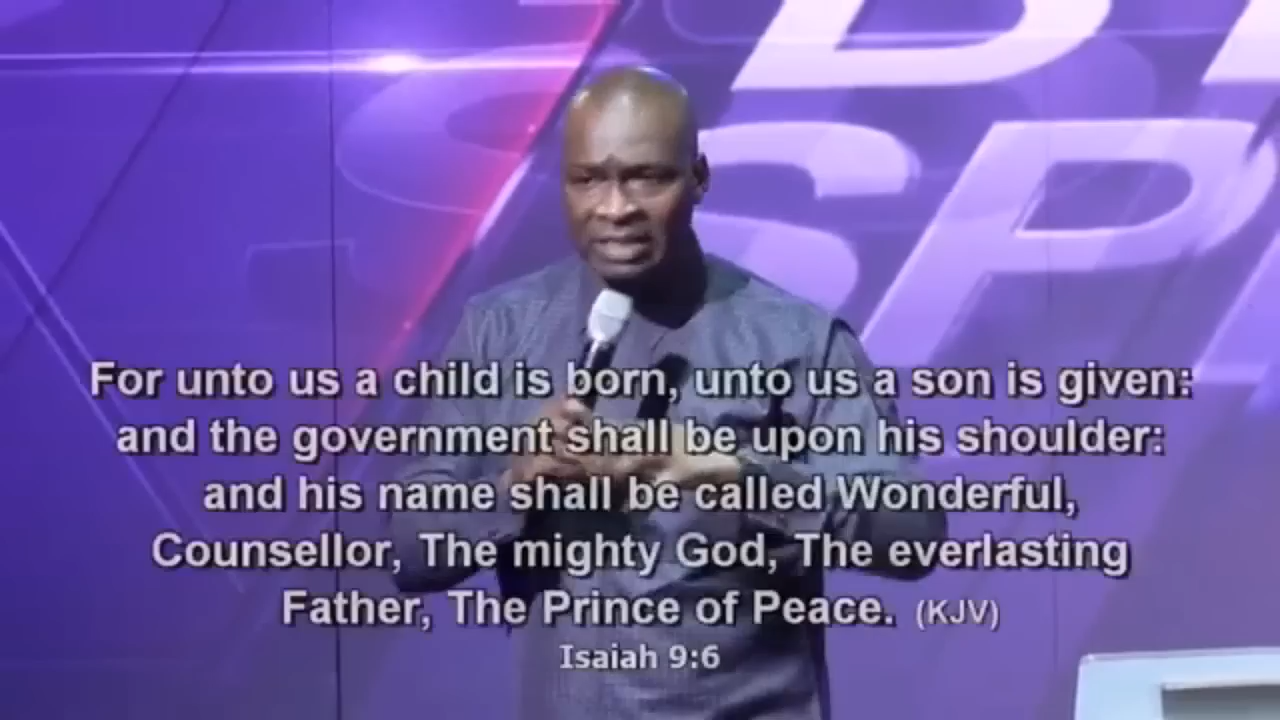 SP
For unto us a child is born, unto us a son is given:
and the government shall be upon his shoulder:
and his name shall be called Wonderful,
Counsellor, The mighty God, The everlasting
Father, The Prince of Peace. (KJV)
Isaiah 9:6